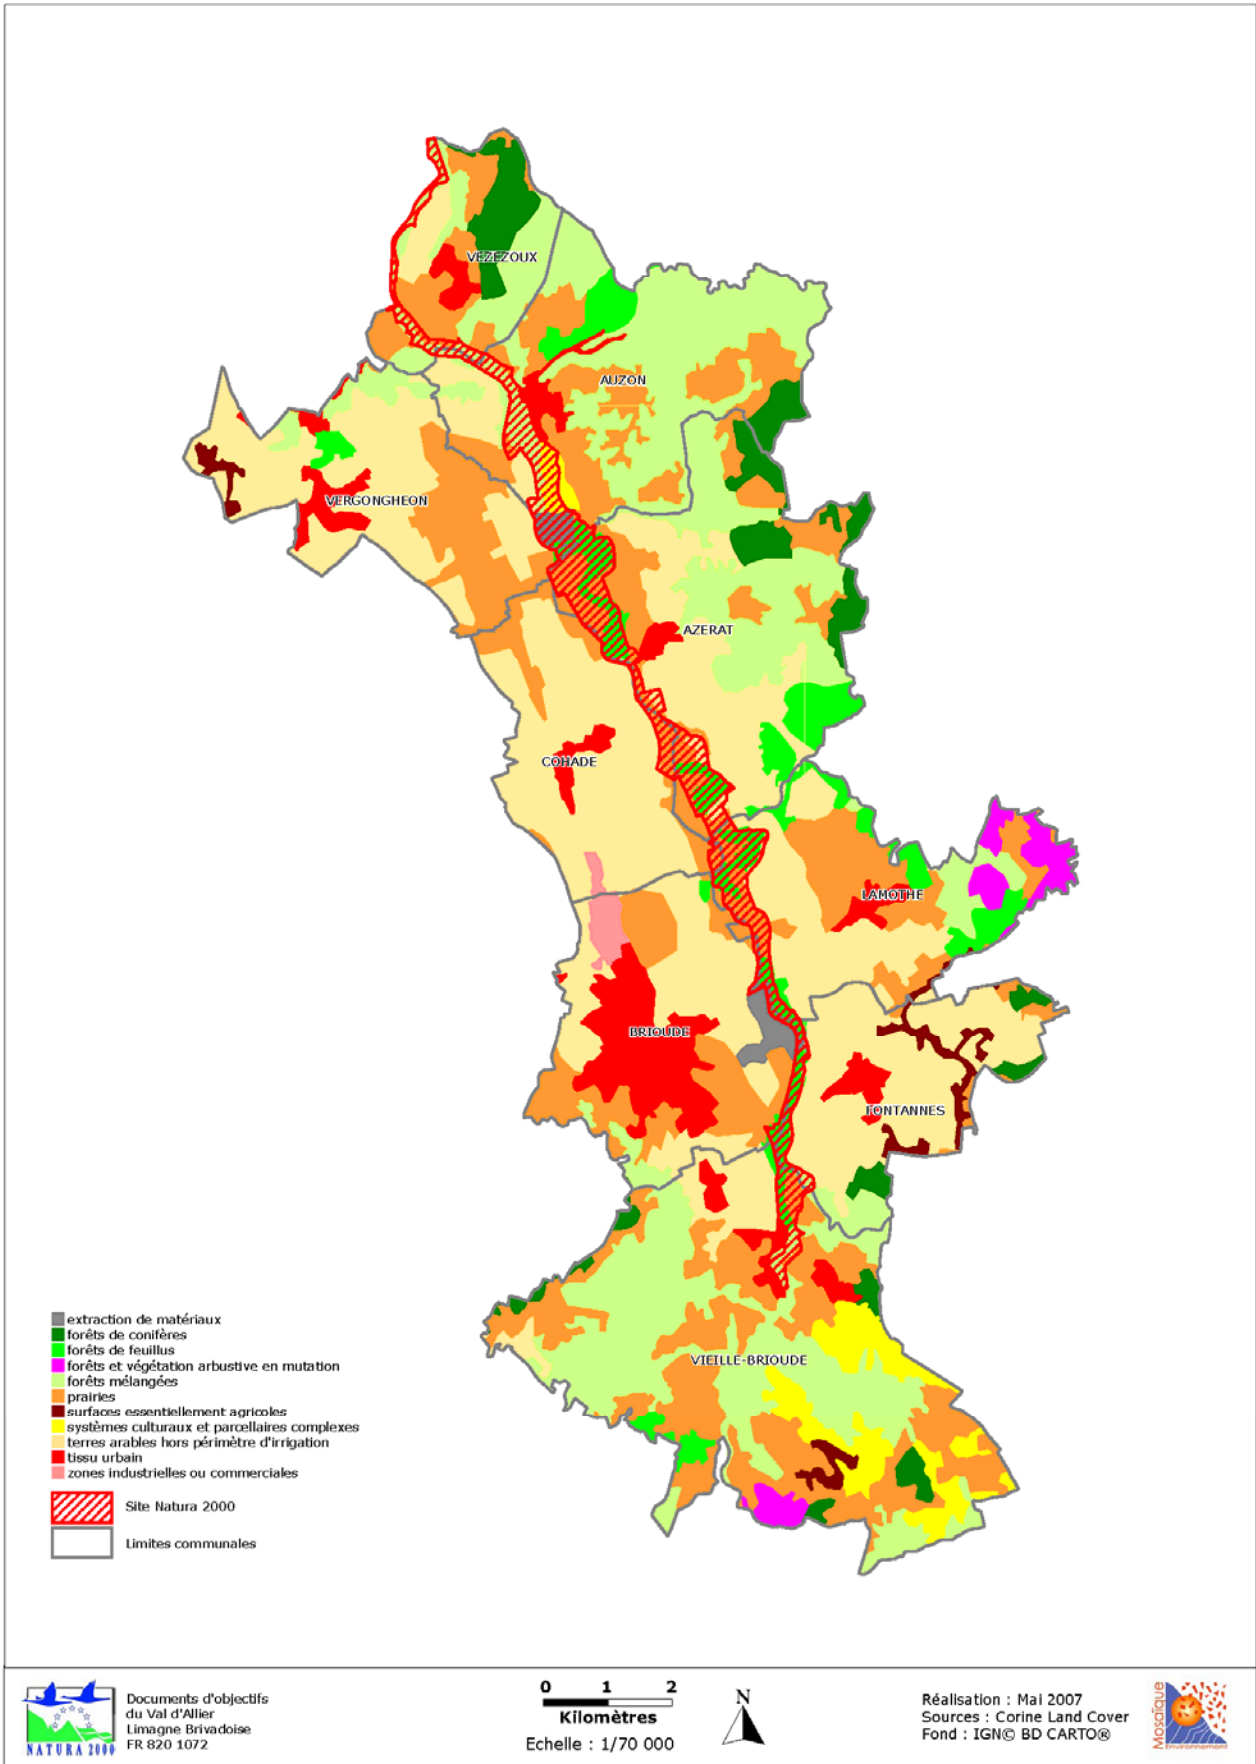 VEZEZOUX
AUZON
VERGONGHEON
AZERAT
COHADE
LAMOTHE
BRIOUDE
FONTANNES
VIEILLE-BRIOUDE
extraction de matériaux
forêts de conifères
forêts de feuillus
forêts et végétation arbustive en mutation
forêts mélangées
prairies
surfaces essentiellement agricoles
systèmes culturaux et parcellaires complexes
terres arables hors périmètre d'irrigation
tissu urbain
zones industrielles ou commerciales
Site Natura 2000
Limites communales
NATURA 2000
Documents d'objectifs
du Val d'Allier
Limagne Brivadoise
FR 820 1072
0 1 2
Kilomètres
Echelle : 1/70 000
N
Réalisation : Mai 2007
Sources : Corine Land Cover
Fond : IGN© BD CARTO®
Mosaïque
Environnement